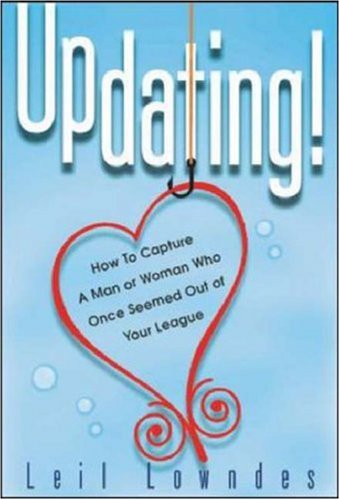 Updating!
How To Capture
A Man or Woman Who
Once Seemed Out of
Your League
Leil Lowndes